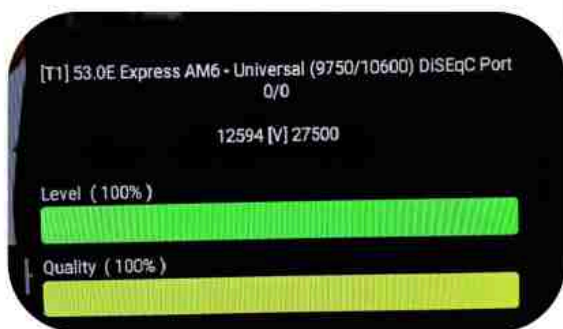 [T1] 53.0E Express AM6 - Universal (9750/10600) DiSEqC Port
0/0
12594 [V] 27500
Level ( 100% )
Quality ( 100% )